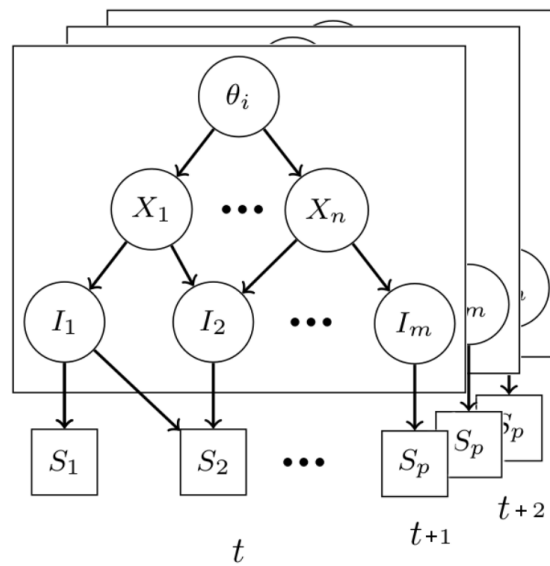 θᵢ
X₁ ••• Xₙ
I₁ I₂ ••• Iₘ m
S₁ S₂ ••• Sₚ Sₚ Sₚ
t t+1 t+2